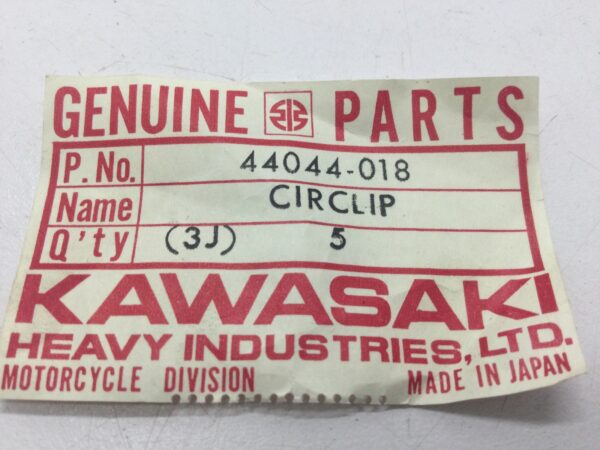 GENUINE PARTS
P. No. 44044-018
Name CIRCLIP
Q'ty (3J) 5
KAWASAKI
HEAVY INDUSTRIES, LTD.
MOTORCYCLE DIVISION MADE IN JAPAN